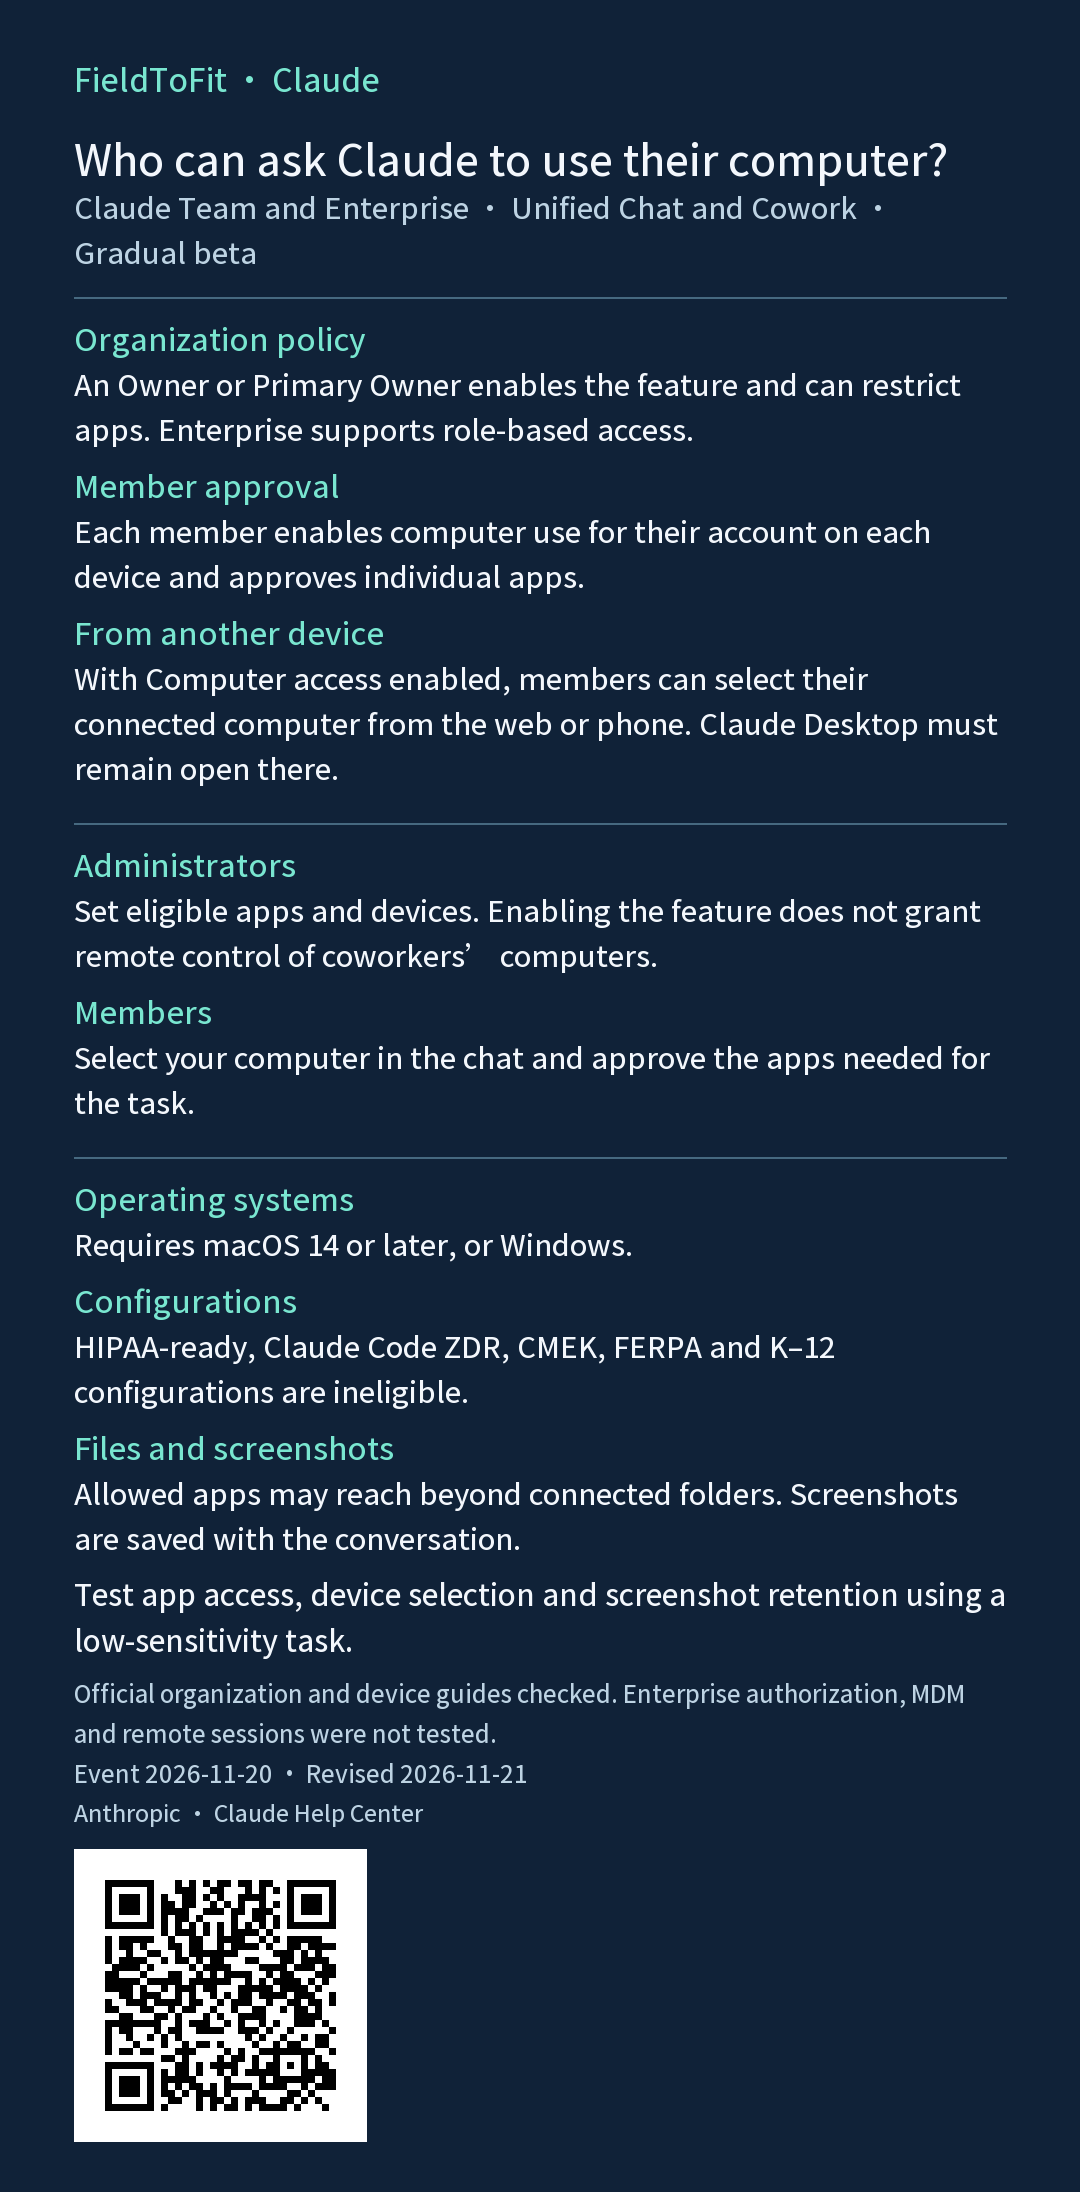 FieldToFit • Claude
Who can ask Claude to use their computer?
Claude Team and Enterprise • Unified Chat and Cowork •
Gradual beta
Organization policy
An Owner or Primary Owner enables the feature and can restrict
apps. Enterprise supports role-based access.
Member approval
Each member enables computer use for their account on each
device and approves individual apps.
From another device
With Computer access enabled, members can select their
connected computer from the web or phone. Claude Desktop must
remain open there.
Administrators
Set eligible apps and devices. Enabling the feature does not grant
remote control of coworkers’ computers.
Members
Select your computer in the chat and approve the apps needed for
the task.
Operating systems
Requires macOS 14 or later, or Windows.
Configurations
HIPAA-ready, Claude Code ZDR, CMEK, FERPA and K–12
configurations are ineligible.
Files and screenshots
Allowed apps may reach beyond connected folders. Screenshots
are saved with the conversation.
Test app access, device selection and screenshot retention using a
low-sensitivity task.
Official organization and device guides checked. Enterprise authorization, MDM
and remote sessions were not tested.
Event 2026-11-20 • Revised 2026-11-21
Anthropic • Claude Help Center